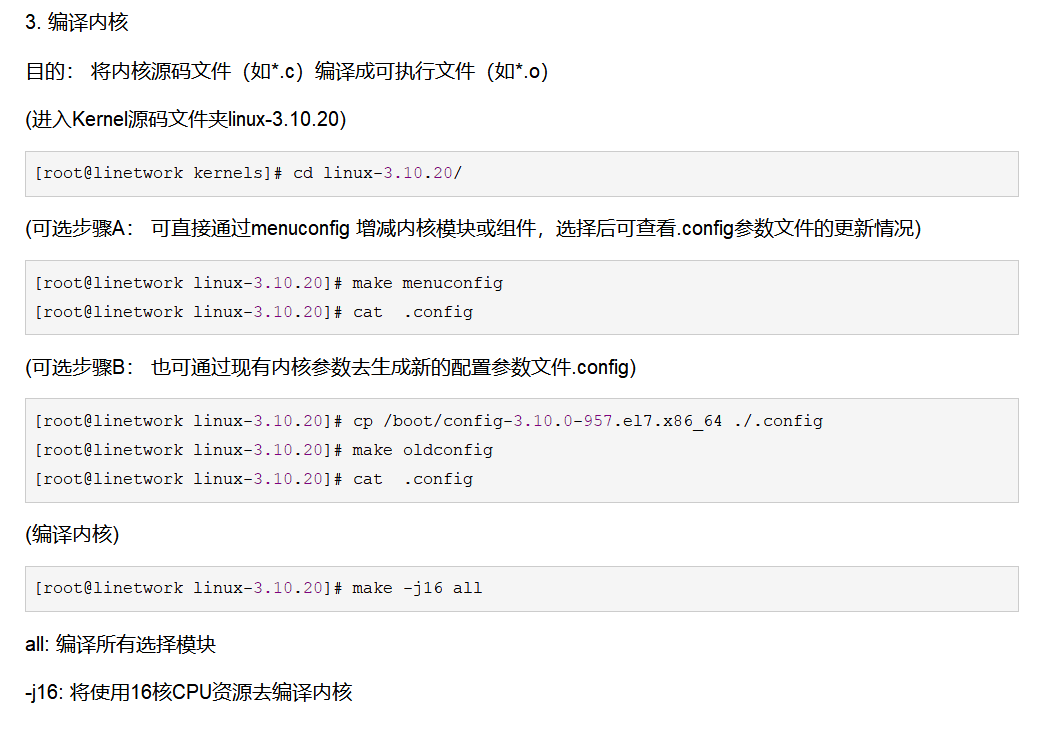 3. 编译内核
目的： 将内核源码文件（如*.c）编译成可执行文件（如*.o）
(进入Kernel源码文件夹linux-3.10.20)
[root@linetwork kernels]# cd linux-3.10.20/
(可选步骤A： 可直接通过menuconfig 增减内核模块或组件，选择后可查看.config参数文件的更新情况)
[root@linetwork linux-3.10.20]# make menuconfig
[root@linetwork linux-3.10.20]# cat  .config
(可选步骤B： 也可通过现有内核参数去生成新的配置参数文件.config)
[root@linetwork linux-3.10.20]# cp /boot/config-3.10.0-957.el7.x86_64 ./.config
[root@linetwork linux-3.10.20]# make oldconfig
[root@linetwork linux-3.10.20]# cat  .config
(编译内核)
[root@linetwork linux-3.10.20]# make -j16 all
all: 编译所有选择模块
-j16: 将使用16核CPU资源去编译内核